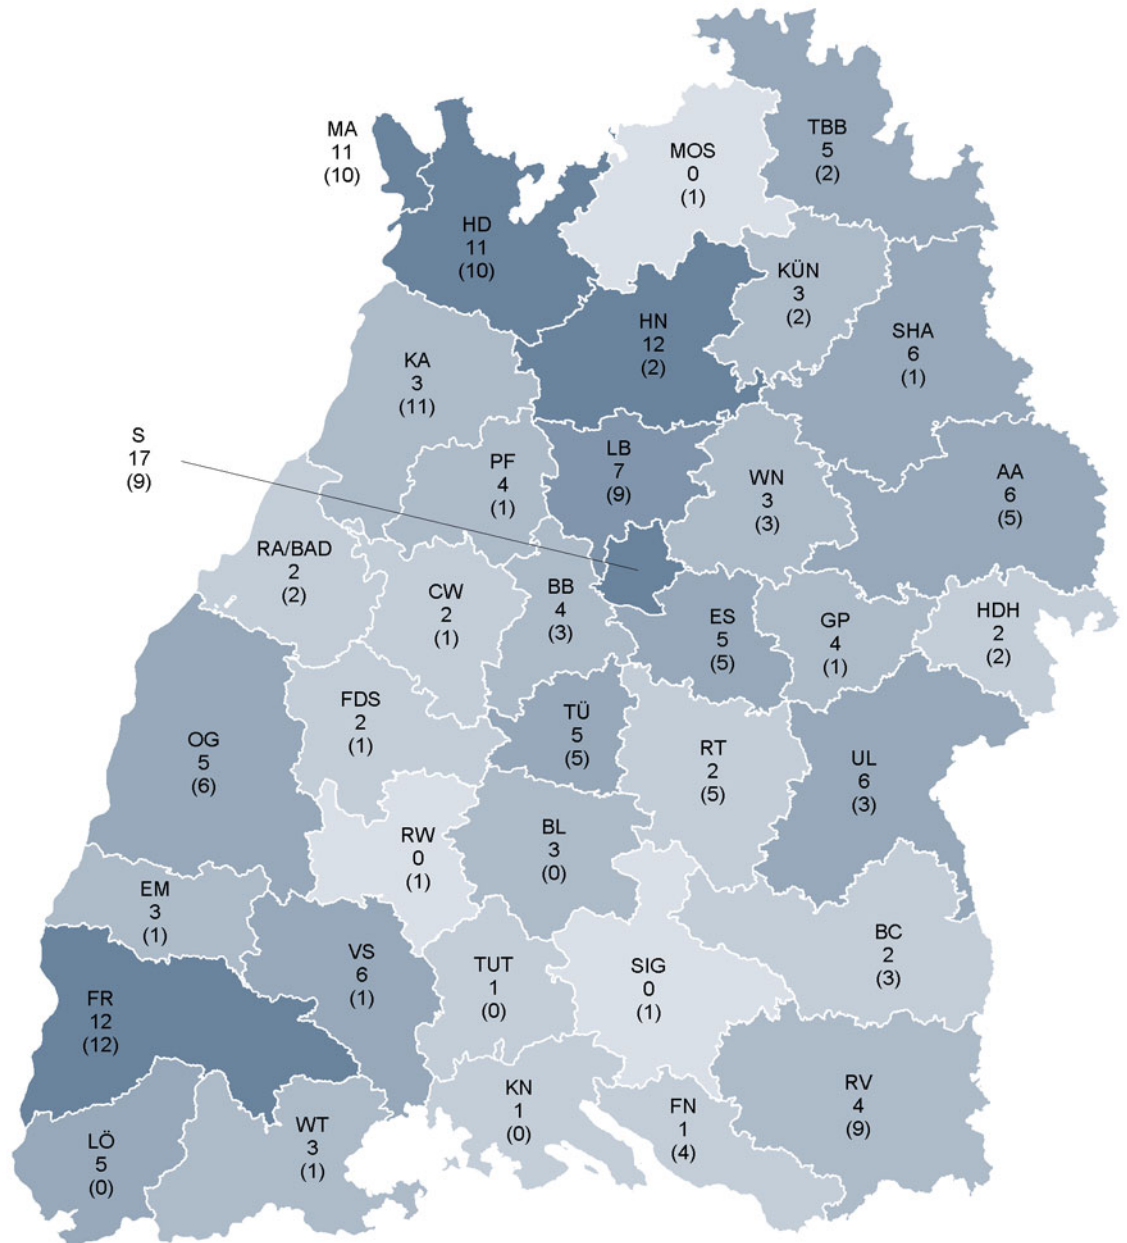 TBB
5
(2)
MA
11
(10)
MOS
0
(1)
HD
11
(10)
KÜN
3
(2)
HN
12
(2)
SHA
6
(1)
KA
3
(11)
S
17
(9)
LB
7
(9)
PF
4
(1)
WN
3
(3)
AA
6
(5)
RA/BAD
2
(2)
CW
2
(1)
BB
4
(3)
ES
5
(5)
GP
4
(1)
HDH
2
(2)
FDS
2
(1)
TÜ
5
(5)
OG
5
(6)
RT
2
(5)
UL
6
(3)
RW
0
(1)
BL
3
(0)
EM
3
(1)
BC
2
(3)
VS
6
(1)
TUT
1
(0)
SIG
0
(1)
FR
12
(12)
KN
1
(0)
RV
4
(9)
FN
1
(4)
WT
3
(1)
LÖ
5
(0)